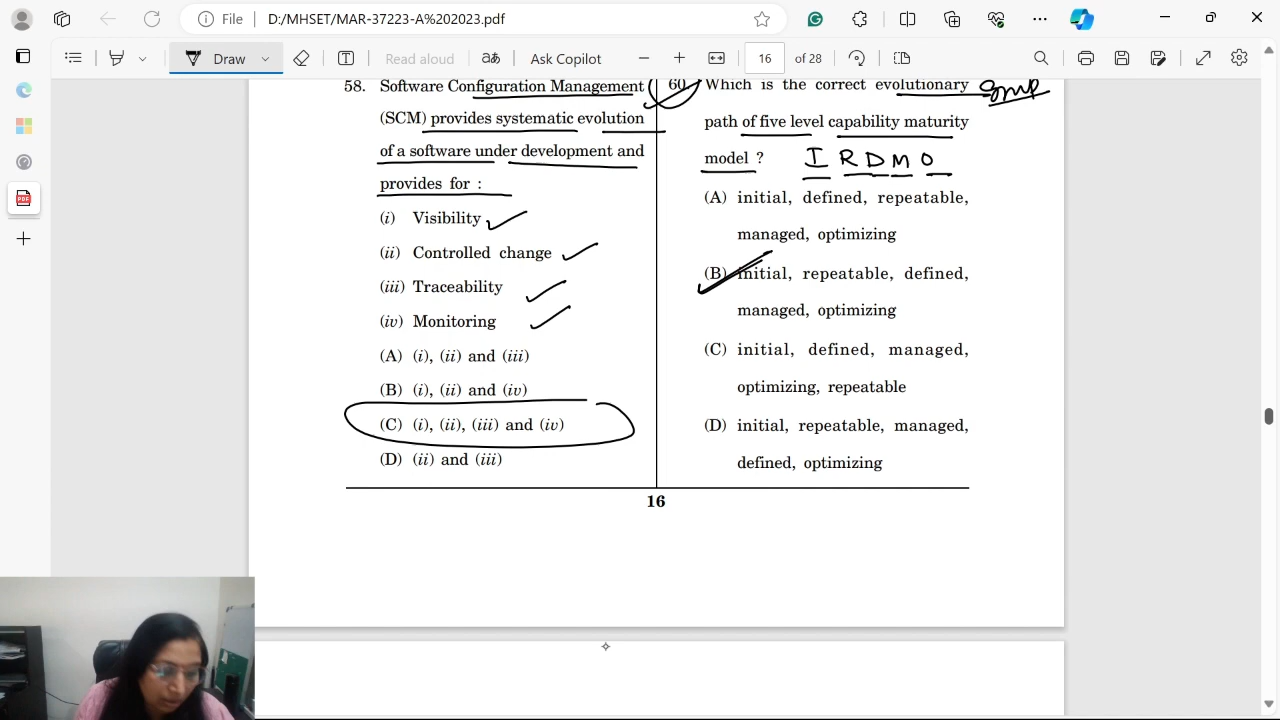 File
D:/MHSET/MAR-37223-A%202023.pdf
Draw
Read aloud
Ask Copilot
16
of 28
58. Software Configuration Management
(SCM) provides systematic evolution
of a software under development and
provides for :
(i) Visibility
(ii) Controlled change
(iii) Traceability
(iv) Monitoring
(A) (i), (ii) and (iii)
(B) (i), (ii) and (iv)
(C) (i), (ii), (iii) and (iv)
(D) (ii) and (iii)
60. Which is the correct evolutionary
Imp
path of five level capability maturity
model ?
I R D M O
(A) initial, defined, repeatable,
managed, optimizing
(B) initial, repeatable, defined,
managed, optimizing
(C) initial, defined, managed,
optimizing, repeatable
(D) initial, repeatable, managed,
defined, optimizing
16